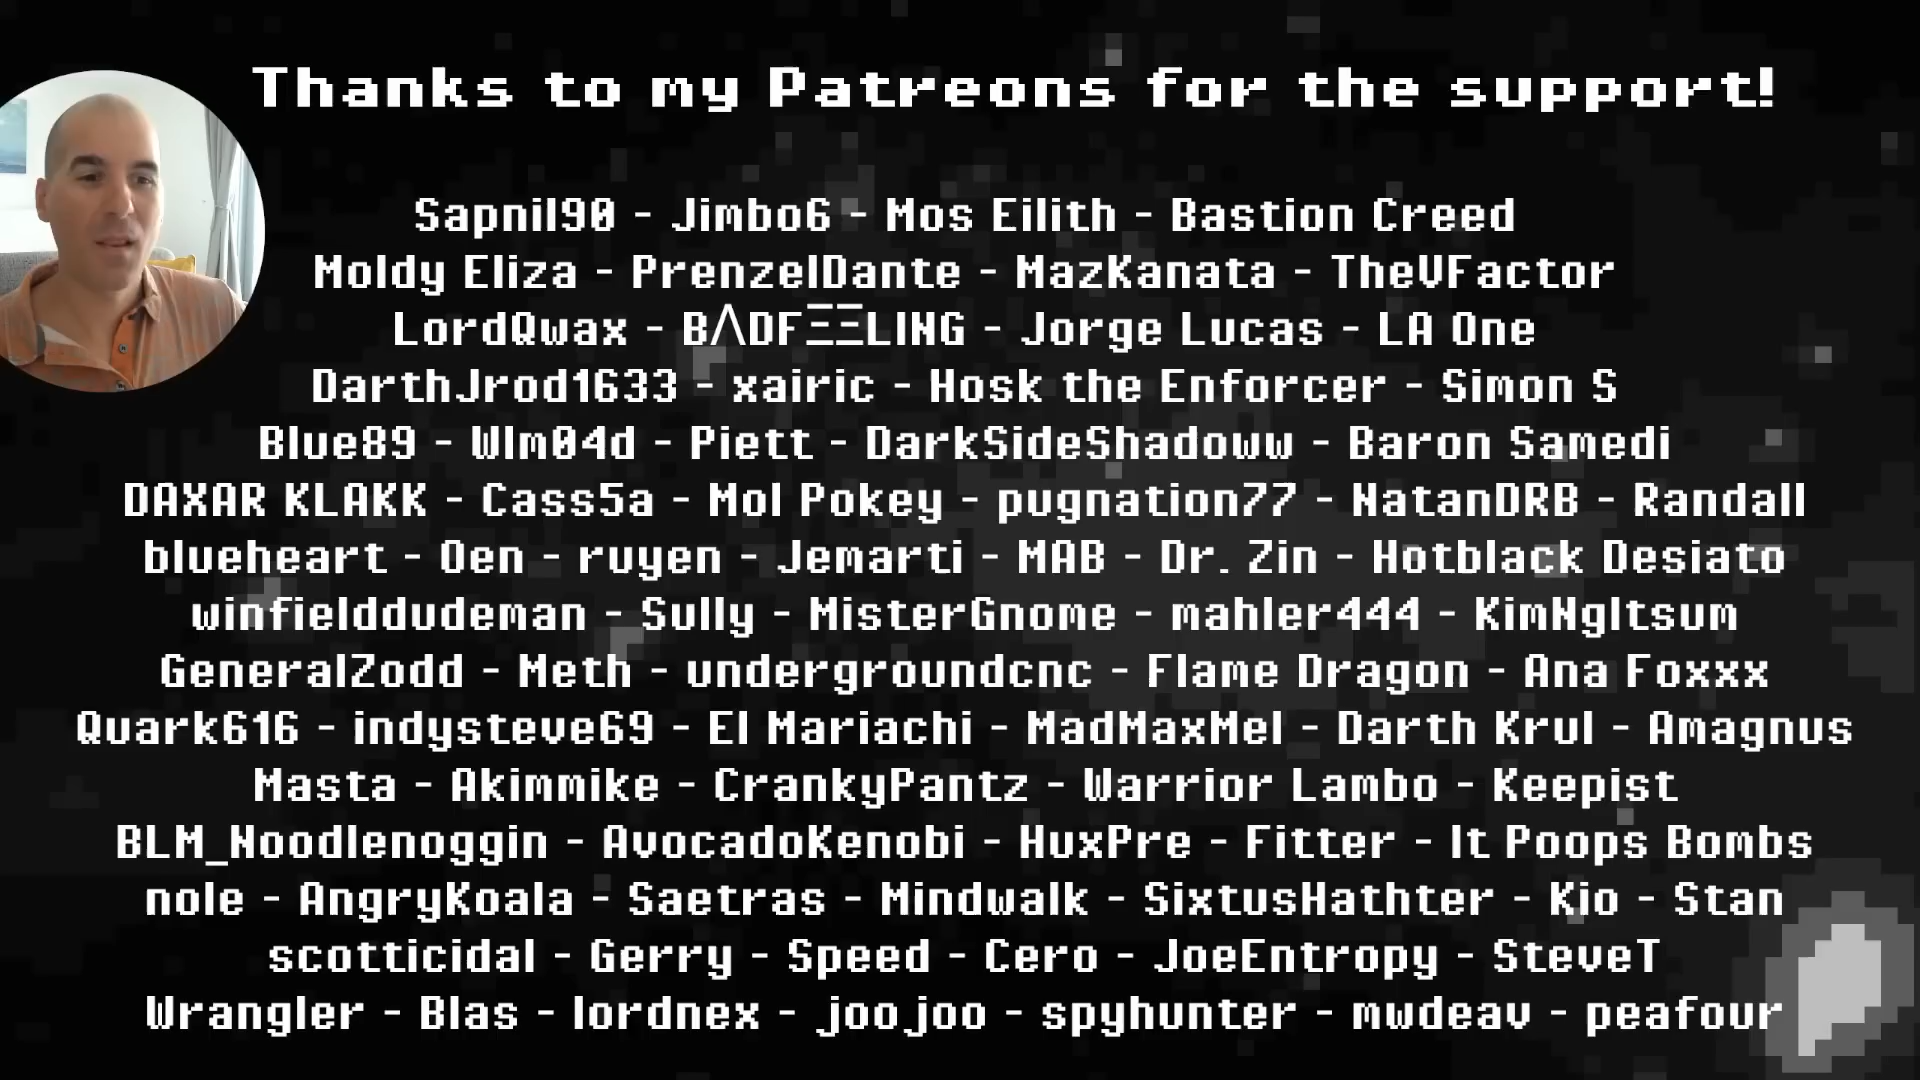 Thanks to my Patreons for the support!
Sapnil90 - Jimbo6 - Mos Eilith - Bastion Creed
Moldy Eliza - PrenzelDante - MazKanata - TheVFactor
LordQwax - BΛDFΞΞLING - Jorge Lucas - LA One
DarthJrod1633 - xairic - Hosk the Enforcer - Simon S
Blue89 - Wlm04d - Piett - DarkSideShadoww - Baron Samedi
DAXAR KLAKK - Cass5a - Mol Pokey - pugnation77 - NatanDRB - Randall
blueheart - Oen - ruyen - Jemarti - MAB - Dr. Zin - Hotblack Desiato
winfielddudeman - Sully - MisterGnome - mahler444 - KimNgltsum
GeneralZodd - Meth - undergroundcnc - Flame Dragon - Ana Foxxx
Quark616 - indysteve69 - El Mariachi - MadMaxMel - Darth Krul - Amagnus
Masta - Akimmike - CrankyPantz - Warrior Lambo - Keepist
BLM_Noodlenoggin - AvocadoKenobi - HuxPre - Fitter - It Poops Bombs
nole - AngryKoala - Saetras - Mindwalk - SixtusHathter - Kio - Stan
scotticidal - Gerry - Speed - Cero - JoeEntropy - SteveT
Wrangler - Blas - lordnex - joojoo - spyhunter - mwdeav - peafour